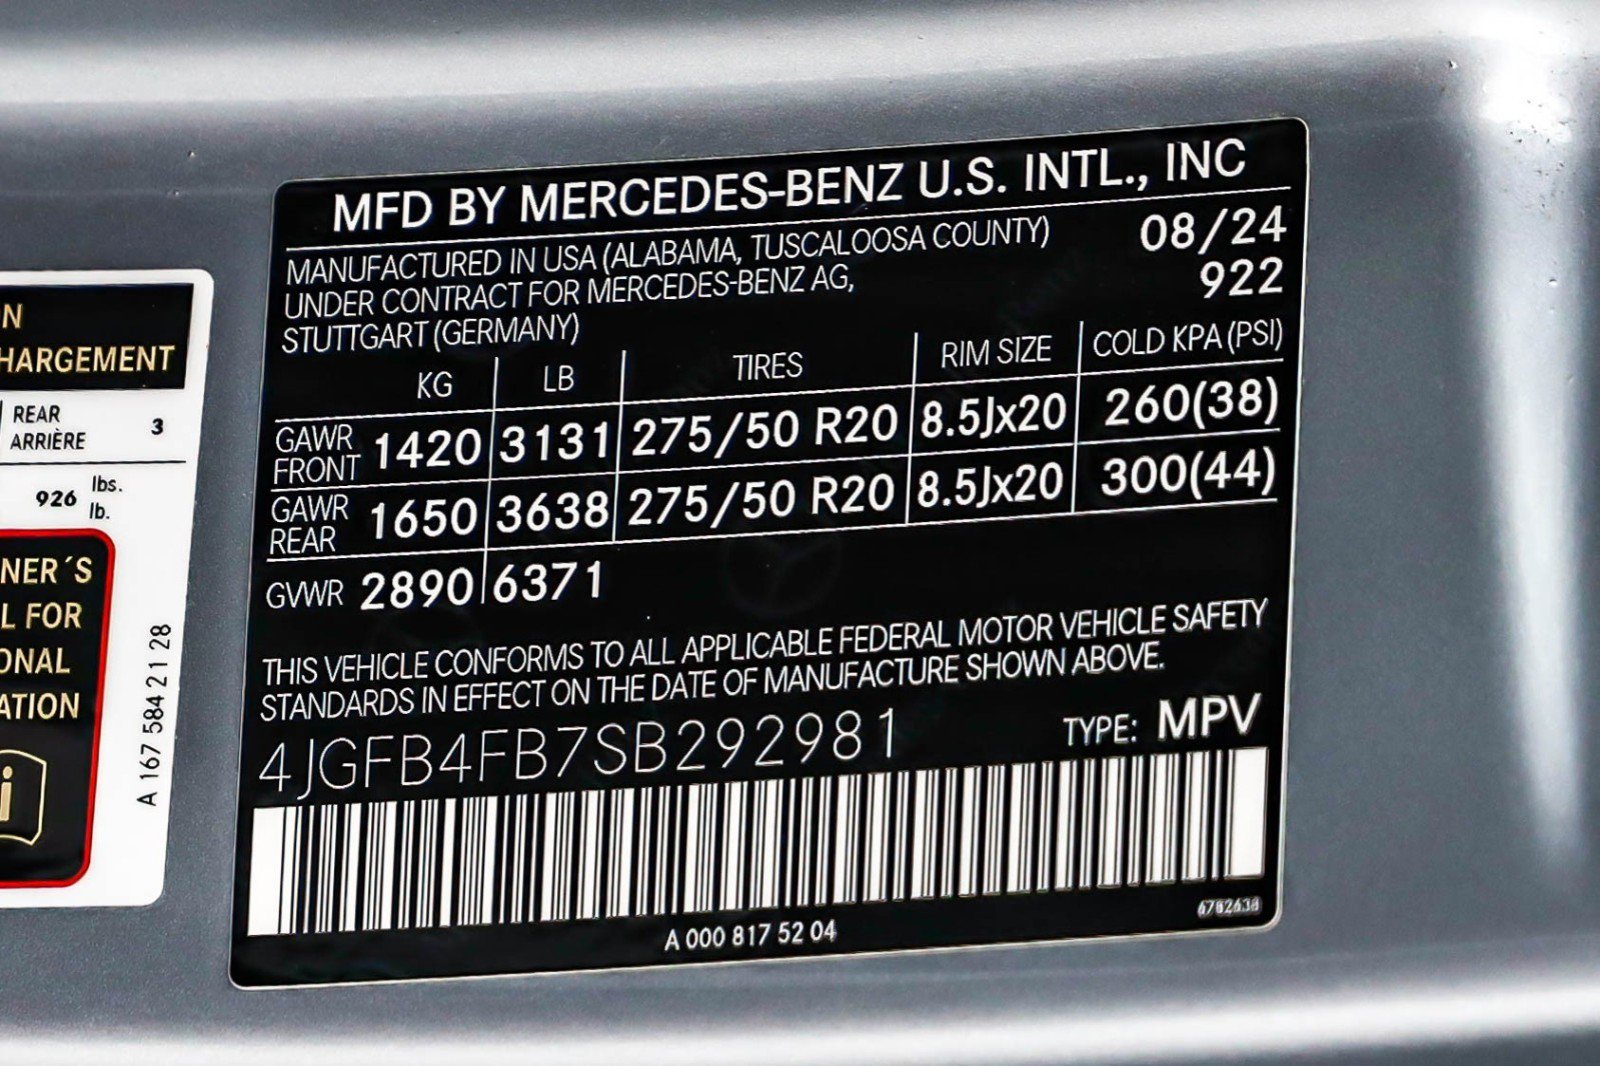 N
HARGEMENT
REAR
ARRIÈRE 3
926 lbs.
lb.
NER´S
L FOR
ONAL
ATION
i
A 167 584 21 28
MFD BY MERCEDES-BENZ U.S. INTL., INC
MANUFACTURED IN USA (ALABAMA, TUSCALOOSA COUNTY) 08/24
UNDER CONTRACT FOR MERCEDES-BENZ AG, 922
STUTTGART (GERMANY)
KG LB TIRES RIM SIZE COLD KPA (PSI)
GAWR FRONT 1420 3131 275/50 R20 8.5Jx20 260(38)
GAWR REAR 1650 3638 275/50 R20 8.5Jx20 300(44)
GVWR 2890 6371
THIS VEHICLE CONFORMS TO ALL APPLICABLE FEDERAL MOTOR VEHICLE SAFETY
STANDARDS IN EFFECT ON THE DATE OF MANUFACTURE SHOWN ABOVE.
4JGFB4FB7SB292981 TYPE: MPV
A 000 817 52 04